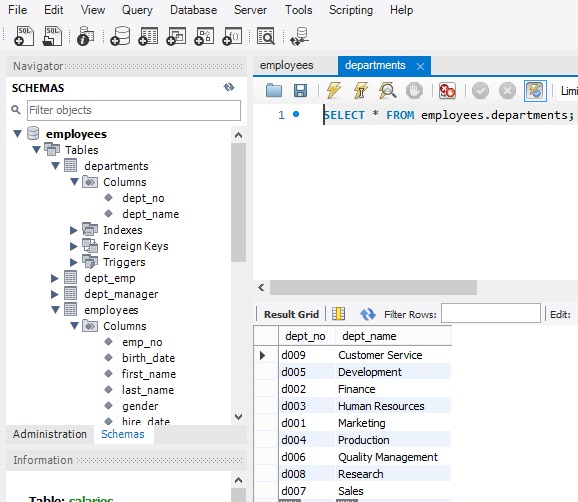 File Edit View Query Database Server Tools Scripting Help
SQL SQL
Navigator
SCHEMAS
Filter objects
employees
Tables
departments
Columns
dept_no
dept_name
Indexes
Foreign Keys
Triggers
dept_emp
dept_manager
employees
Columns
emp_no
birth_date
first_name
last_name
gender
hire_date
Administration Schemas
Information
Table: salaries
employees departments
Limi
1 SELECT * FROM employees.departments;
Result Grid Filter Rows: Edit:
dept_no dept_name
d009 Customer Service
d005 Development
d002 Finance
d003 Human Resources
d001 Marketing
d004 Production
d006 Quality Management
d008 Research
d007 Sales